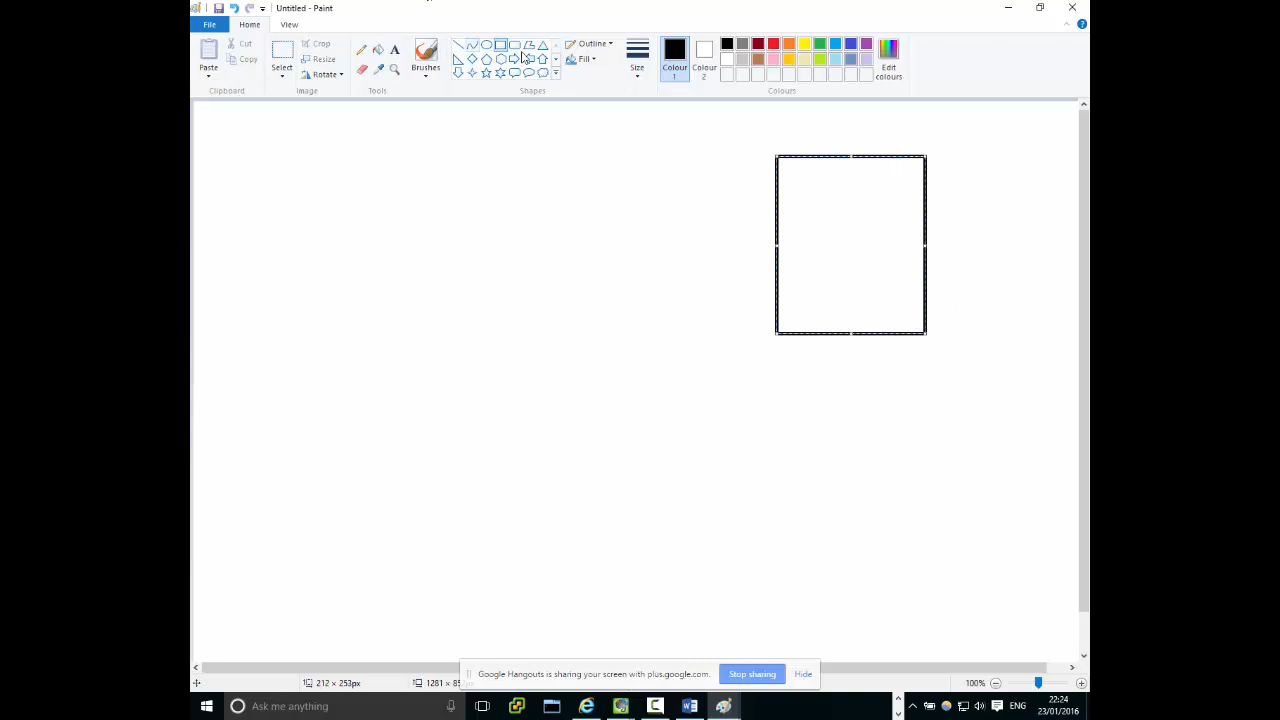 Untitled - Paint
File Home View
Paste
Cut
Copy
Clipboard
Select
Crop
Resize
Rotate
Image
Tools
Brushes
Shapes
Outline
Fill
Size
Colour 1
Colour 2
Edit colours
Colours
Google Hangouts is sharing your screen with plus.google.com.
Stop sharing
Hide
212 × 253px
100%
Ask me anything
ENG
22:24
23/01/2016